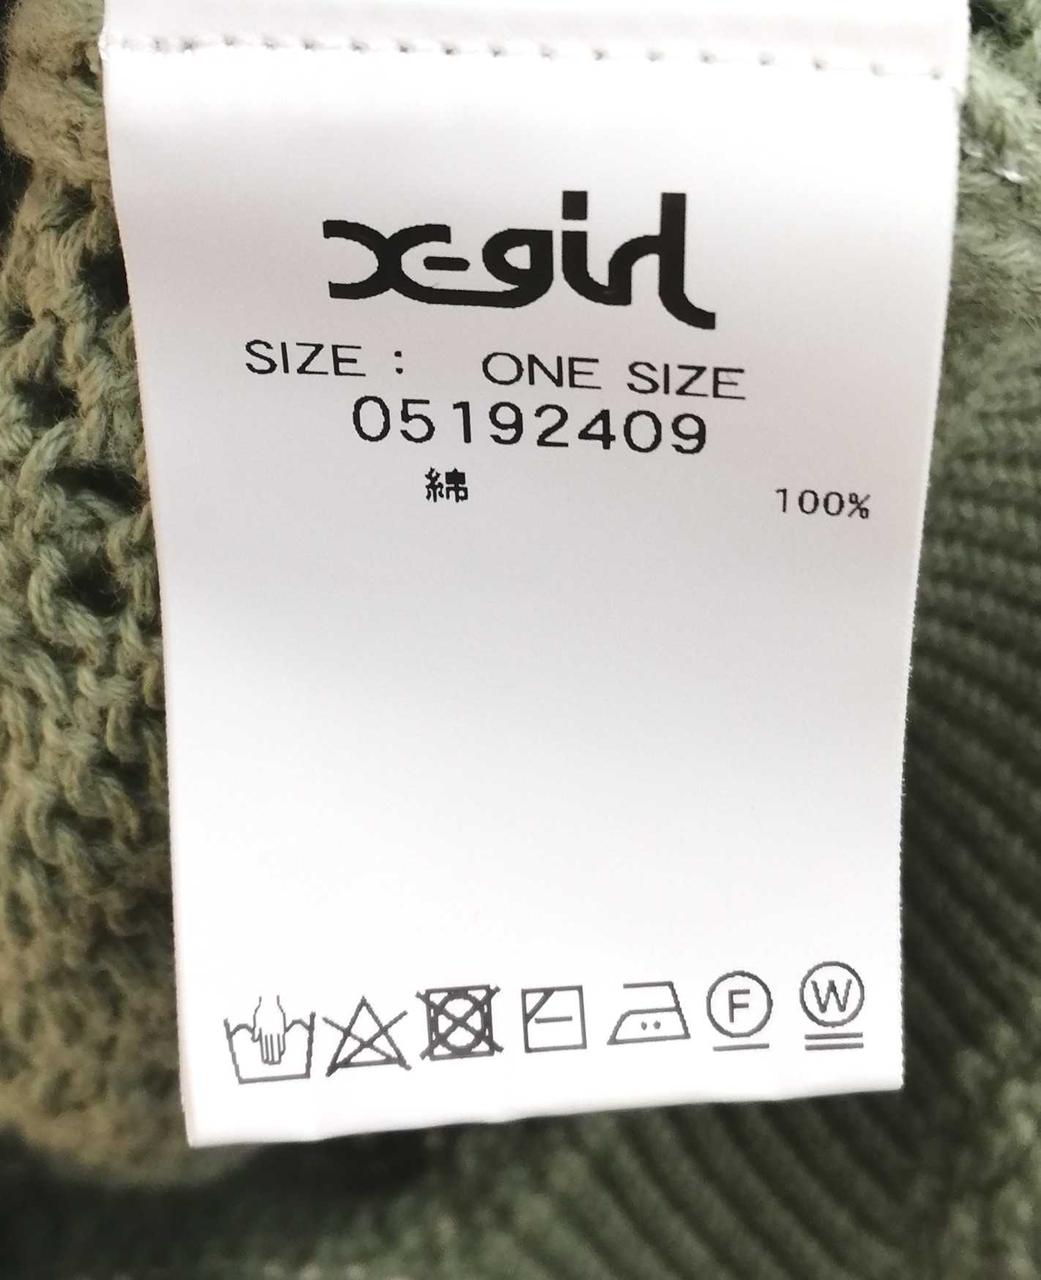 X-girl
SIZE : ONE SIZE
05192409
綿 100%
F W